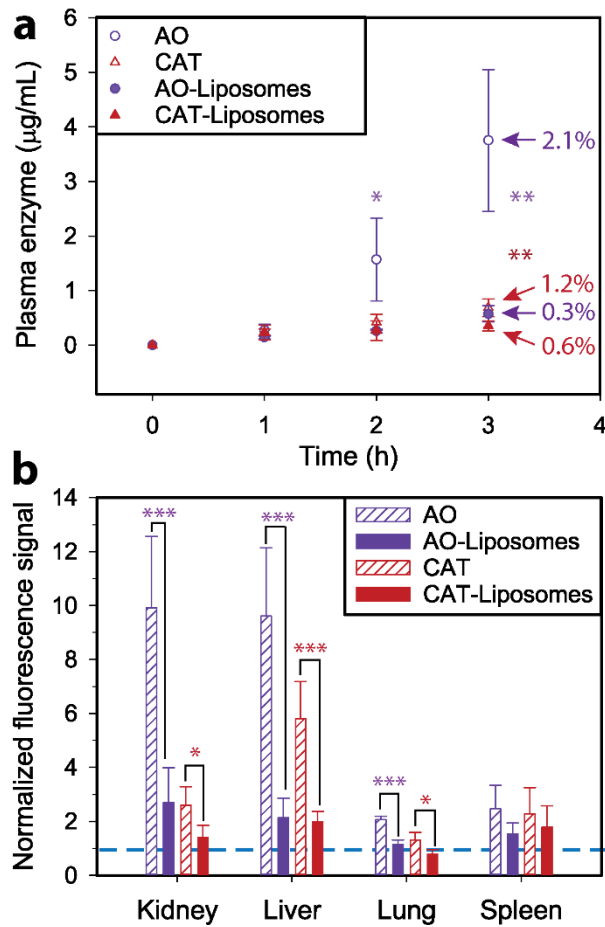 a
AO
CAT
AO-Liposomes
CAT-Liposomes
Plasma enzyme (μg/mL)
6
5
4
3
2
1
0
*
**
**
2.1%
1.2%
0.3%
0.6%
0
1
2
3
4
Time (h)
b
Normalized fluorescence signal
14
12
10
8
6
4
2
0
AO
AO-Liposomes
CAT
CAT-Liposomes
***
*
***
***
***
*
Kidney
Liver
Lung
Spleen